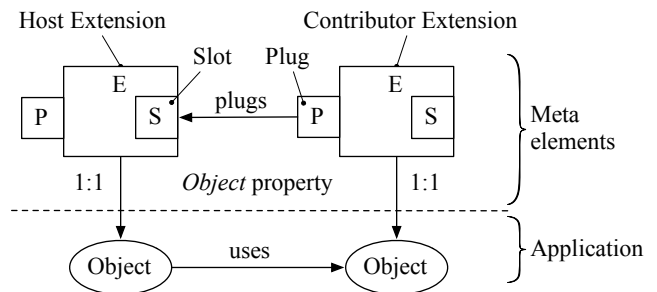 Host Extension
Contributor Extension
Slot
Plug
E
E
P
S
plugs
P
S
Meta
elements
1:1
Object property
1:1
Object
uses
Object
Application